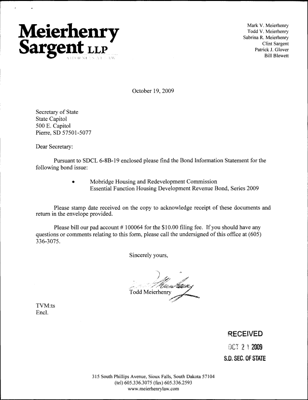 Meierhenry
Sargent LLP
Mark V. Meierhenry
Todd V. Meierhenry
Sabrina R. Meierhenry
Clint Sargent
Patrick J. Glover
Bill Blewett
October 19, 2009
Secretary of State
State Capitol
500 E. Capitol
Pierre, SD 57501-5077
Dear Secretary:
Pursuant to SDCL 6-8B-19 enclosed please find the Bond Information Statement for the
following bond issue:
• Mobridge Housing and Redevelopment Commission
Essential Function Housing Development Revenue Bond, Series 2009
Please stamp date received on the copy to acknowledge receipt of these documents and
return in the envelope provided.
Please bill our pad account # 100064 for the $10.00 filing fee. If you should have any
questions or comments relating to this form, please call the undersigned of this office at (605)
336-3075.
Sincerely yours,
Todd Meierhenry
TVM:ts
Encl.
RECEIVED
OCT 21 2009
S.D. SEC. OF STATE
315 South Phillips Avenue, Sioux Falls, South Dakota 57104
(tel) 605.336.3075 (fax) 605.336.2593
www.meierhenrylaw.com